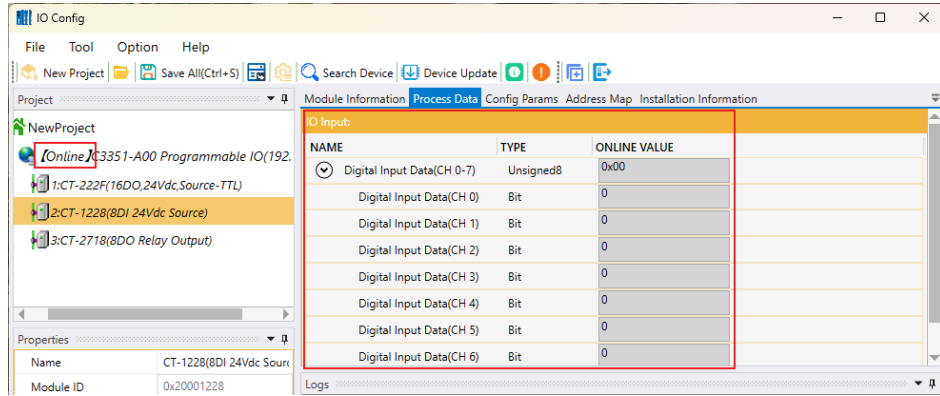 IO Config
File Tool Option Help
New Project Save All(Ctrl+S) Search Device Device Update
Project
NewProject
【Online】C3351-A00 Programmable IO(192.
1:CT-222F(16DO,24Vdc,Source-TTL)
2:CT-1228(8DI 24Vdc Source)
3:CT-2718(8DO Relay Output)
Properties
Name CT-1228(8DI 24Vdc Sourc
Module ID 0x20001228
Module Information Process Data Config Params Address Map Installation Information
IO Input:
NAME TYPE ONLINE VALUE
Digital Input Data(CH 0-7) Unsigned8 0x00
Digital Input Data(CH 0) Bit 0
Digital Input Data(CH 1) Bit 0
Digital Input Data(CH 2) Bit 0
Digital Input Data(CH 3) Bit 0
Digital Input Data(CH 4) Bit 0
Digital Input Data(CH 5) Bit 0
Digital Input Data(CH 6) Bit 0
Logs